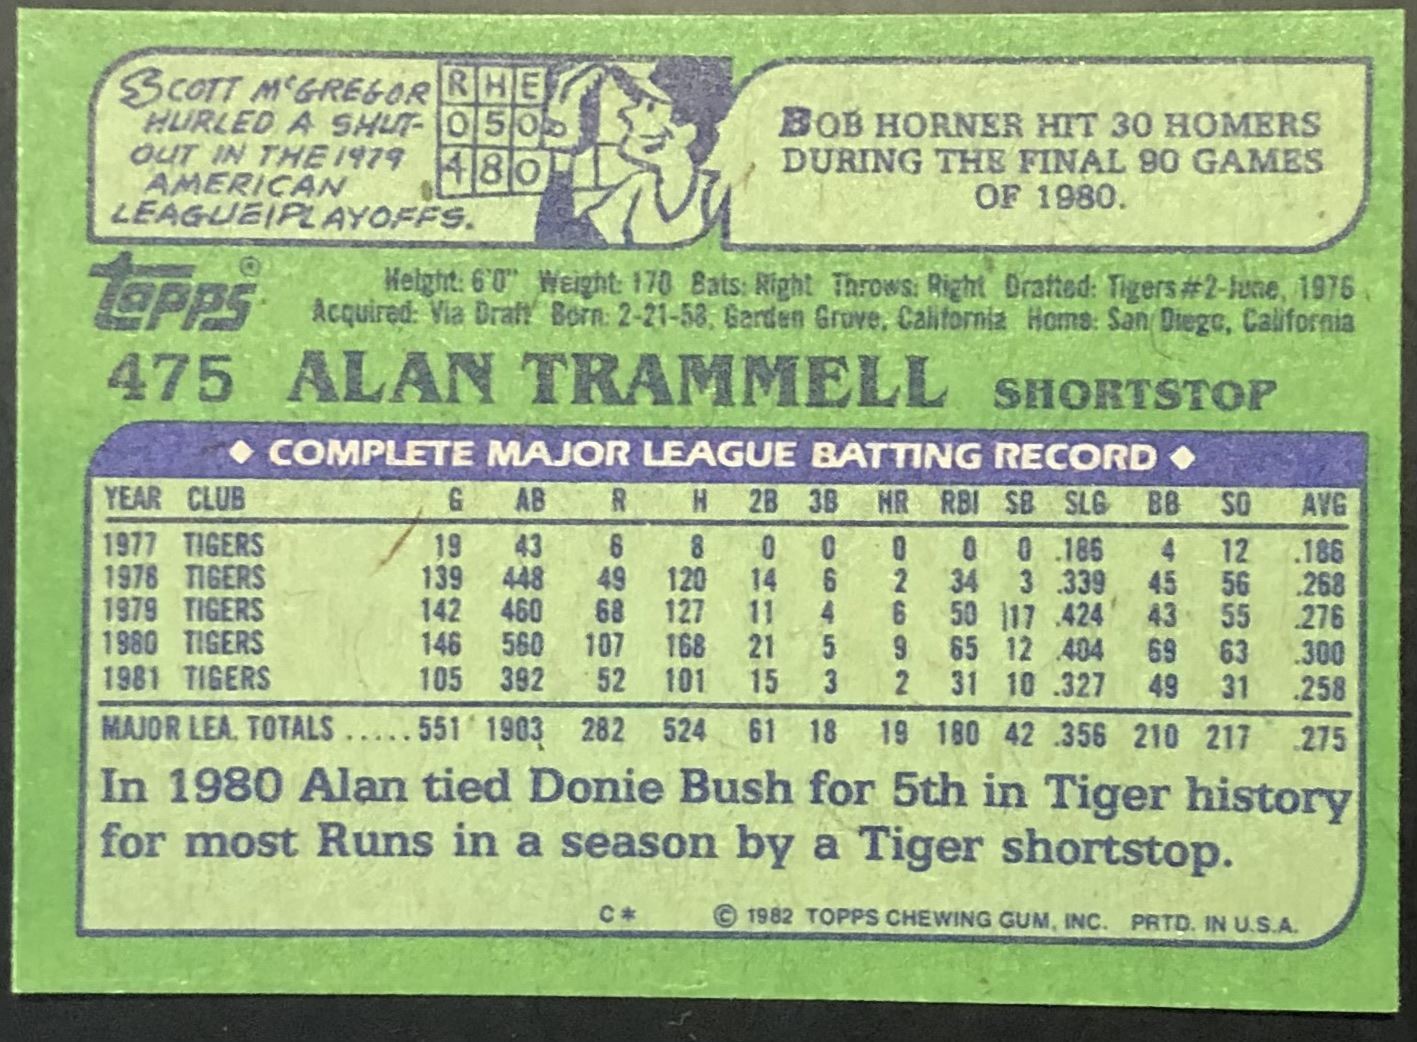 SCOTT McGREGOR
HURLED A SHUT-
OUT IN THE 1979
AMERICAN
LEAGUE PLAYOFFS.
R H E
0 5 0
4 8 0
BOB HORNER HIT 30 HOMERS
DURING THE FINAL 90 GAMES
OF 1980.
topps®
Height: 6'0" Weight: 170 Bats: Right Throws: Right Drafted: Tigers #2-June, 1976
Acquired: Via Draft Born: 2-21-58, Garden Grove, California Home: San Diego, California
475 ALAN TRAMMELL SHORTSTOP
◆ COMPLETE MAJOR LEAGUE BATTING RECORD ◆
YEAR CLUB G AB R H 2B 3B HR RBI SB SLG BB SO AVG
1977 TIGERS 19 43 6 8 0 0 0 0 0 .186 4 12 .186
1978 TIGERS 139 448 49 120 14 6 2 34 3 .339 45 56 .268
1979 TIGERS 142 460 68 127 11 4 6 50 17 .424 43 55 .276
1980 TIGERS 146 560 107 168 21 5 9 65 12 .404 69 63 .300
1981 TIGERS 105 392 52 101 15 3 2 31 10 .327 49 31 .258
MAJOR LEA. TOTALS ..... 551 1903 282 524 61 18 19 180 42 .356 210 217 .275
In 1980 Alan tied Donie Bush for 5th in Tiger history
for most Runs in a season by a Tiger shortstop.
C* © 1982 TOPPS CHEWING GUM, INC. PRTD. IN U.S.A.